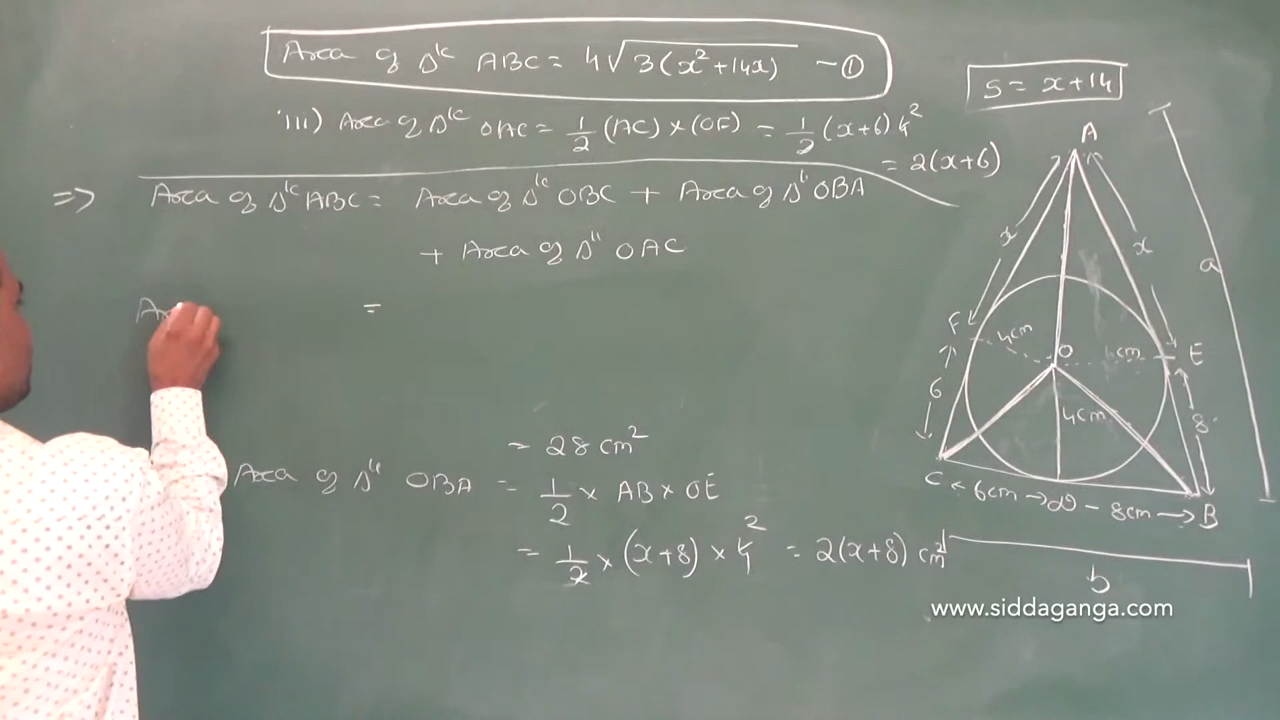 Area of Δle ABC = 4√3(x²+14x) — ①
S = x+14
iii) Area of Δle OAC = 1/2 (AC) × (OF) = 1/2 (x+6) 4 2
= 2(x+6)
=> Area of Δle ABC = Area of Δle OBC + Area of Δle OBA
+ Area of Δle OAC
=
= 28 cm²
Area of Δle OBA = 1/2 × AB × OE
= 1/2 × (x+8) × 4 2 = 2(x+8) cm²
A
x
x
a
F
4cm
O
4cm
E
6
4cm
8
C
6cm
D
8cm
B
b
www.siddaganga.com